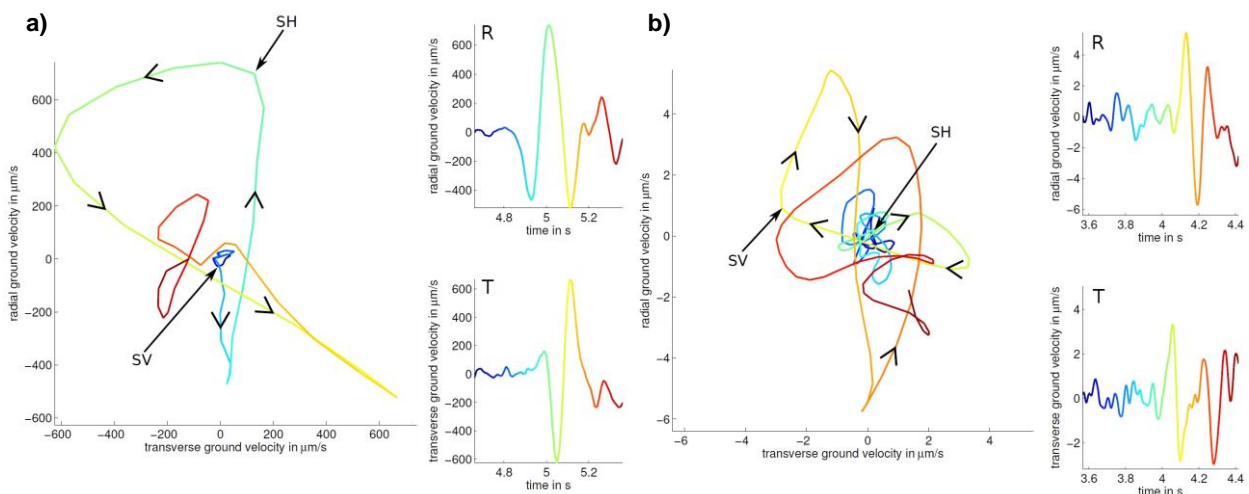 a)
SH
SV
radial ground velocity in µm/s
600
400
200
0
−200
−400
−600
−600 −400 −200 0 200 400 600
transverse ground velocity in µm/s
R
radial ground velocity in µm/s
600
400
200
0
−200
−400
4.8 5 5.2
time in s
T
transverse ground velocity in µm/s
600
400
200
0
−200
−400
−600
4.8 5 5.2
time in s
b)
SH
SV
radial ground velocity in µm/s
4
2
0
−2
−4
−6
−6 −4 −2 0 2 4
transverse ground velocity in µm/s
R
radial ground velocity in µm/s
4
2
0
−2
−4
−6
3.6 3.8 4 4.2 4.4
time in s
T
transverse ground velocity in µm/s
4
2
0
−2
3.6 3.8 4 4.2 4.4
time in s